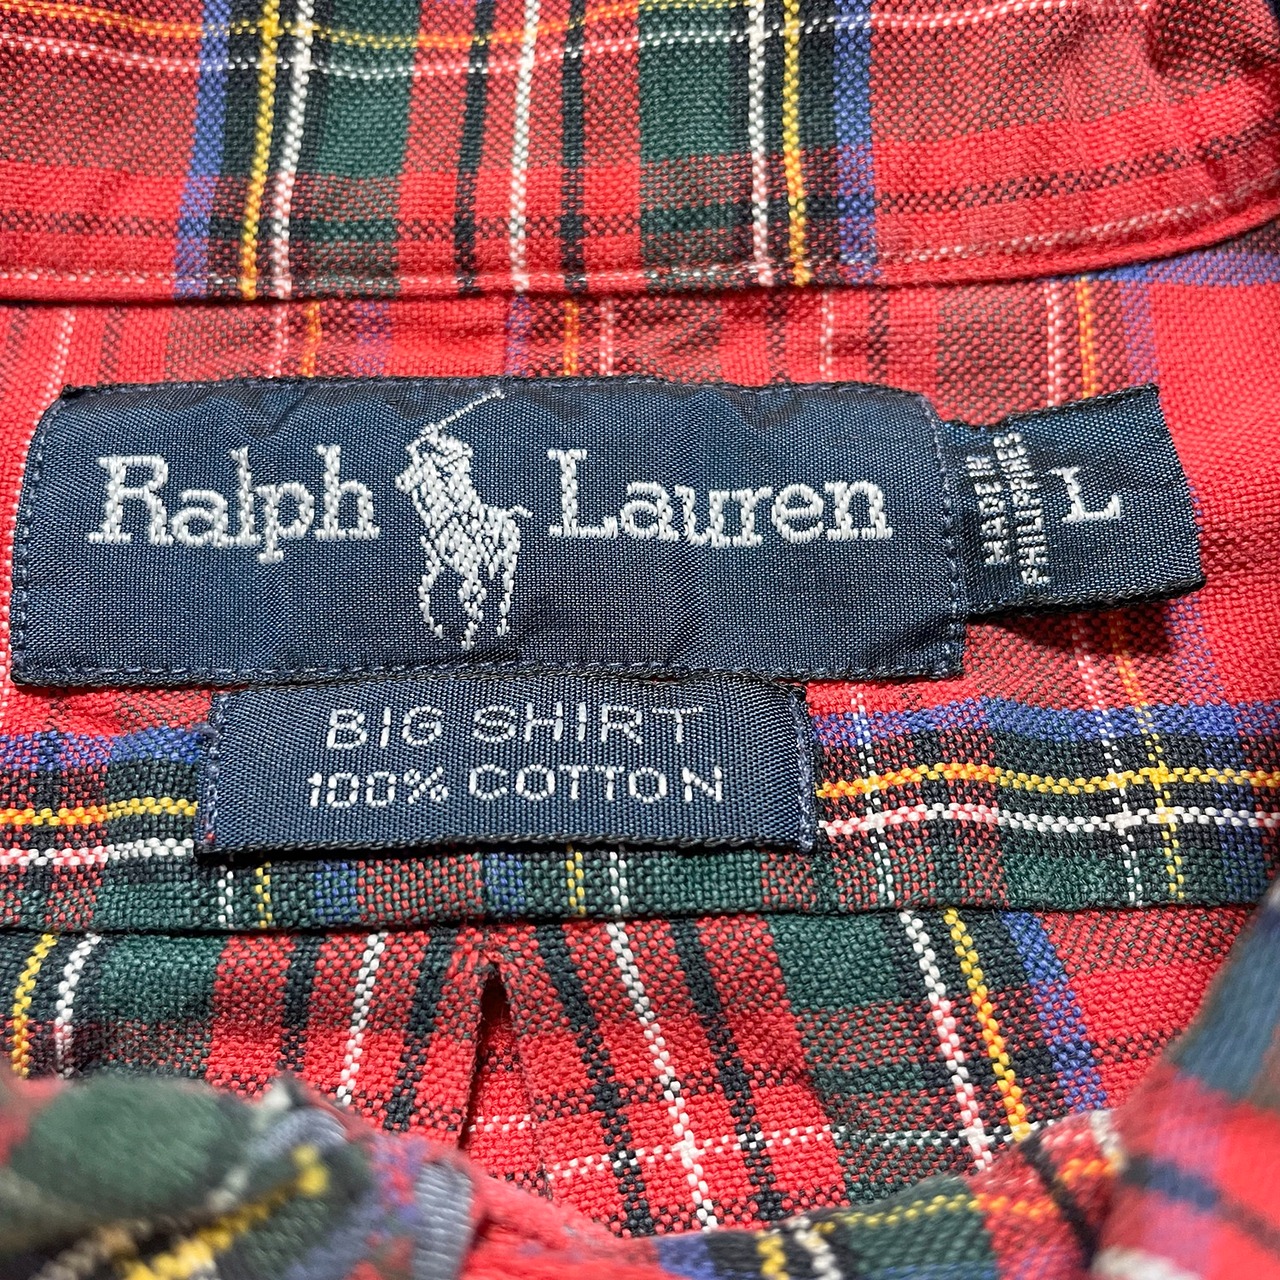 Ralph Lauren
L
MADE IN
PHILIPPINES
BIG SHIRT
100% COTTON